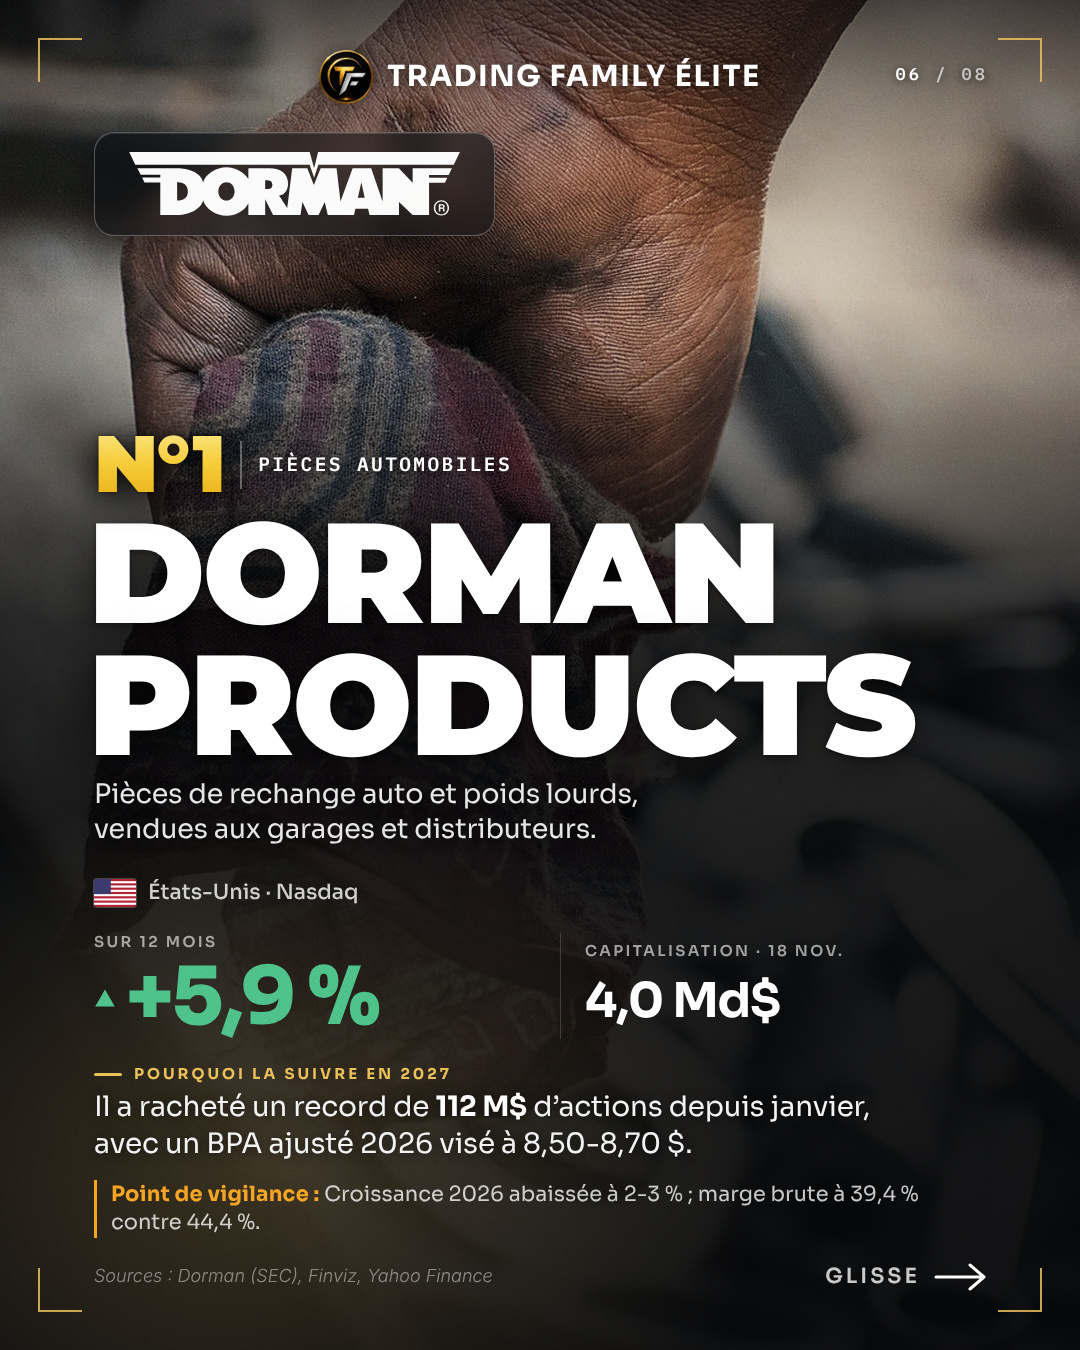 TF TRADING FAMILY ÉLITE
06 / 08
DORMAN®
N°1 PIÈCES AUTOMOBILES
DORMAN
PRODUCTS
Pièces de rechange auto et poids lourds,
vendues aux garages et distributeurs.
États-Unis · Nasdaq
SUR 12 MOIS
▲ +5,9 %
CAPITALISATION · 18 NOV.
4,0 Md$
POURQUOI LA SUIVRE EN 2027
Il a racheté un record de 112 M$ d’actions depuis janvier,
avec un BPA ajusté 2026 visé à 8,50-8,70 $.
Point de vigilance : Croissance 2026 abaissée à 2-3 % ; marge brute à 39,4 %
contre 44,4 %.
Sources : Dorman (SEC), Finviz, Yahoo Finance
GLISSE →